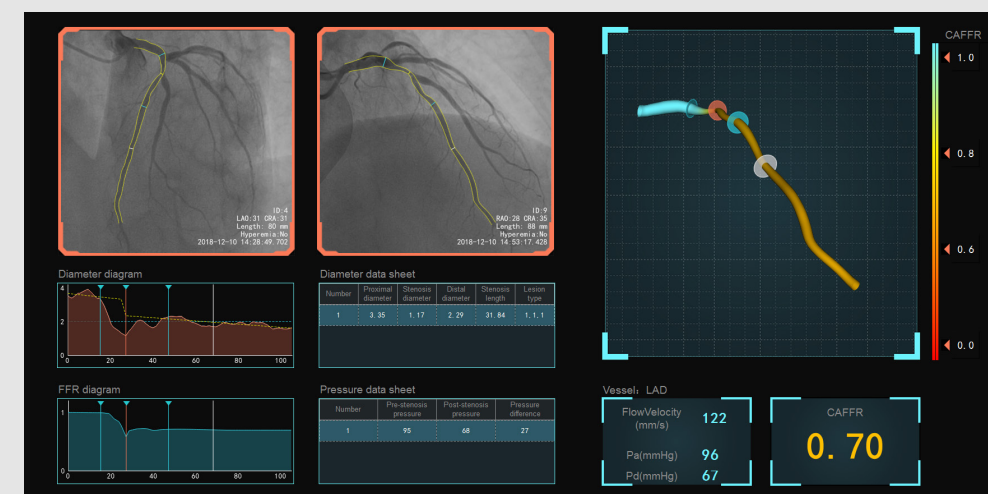 ID:4
LAO:31 CRA:31
Length: 80 mm
Hyperemia:No
2018-12-10 14:28:49.702
ID:9
RAO:28 CRA:35
Length: 88 mm
Hyperemia:No
2018-12-10 14:53:17.428
CAFFR
1.0
0.8
0.6
0.0
Diameter diagram
4
2
0
0 20 40 60 80 100
Diameter data sheet
Number Proximal diameter Stenosis diameter Distal diameter Stenosis length Lesion type
1 3.35 1.17 2.29 31.84 1,1,1
FFR diagram
1
0
0 20 40 60 80 100
Pressure data sheet
Number Pre-stenosis pressure Post-stenosis pressure Pressure difference
1 95 68 27
Vessel: LAD
FlowVelocity (mm/s) 122
Pa(mmHg) 96
Pd(mmHg) 67
CAFFR
0.70